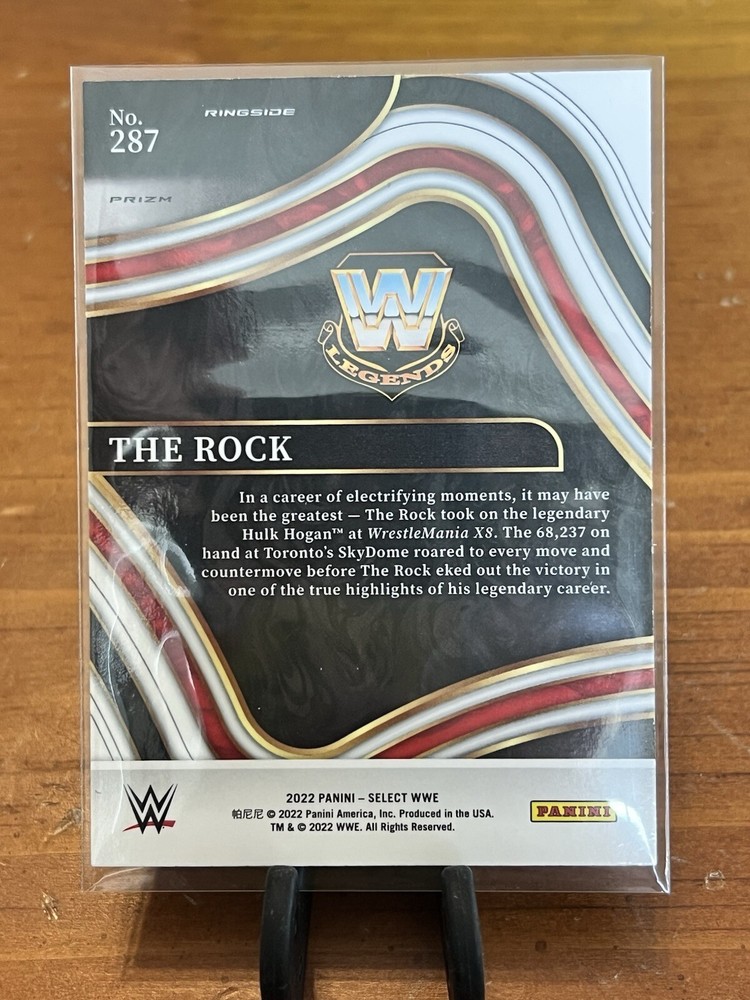 No.
287
RINGSIDE
PRIZM
WW
LEGENDS
THE ROCK
In a career of electrifying moments, it may have
been the greatest — The Rock took on the legendary
Hulk Hogan™ at WrestleMania X8. The 68,237 on
hand at Toronto's SkyDome roared to every move and
countermove before The Rock eked out the victory in
one of the true highlights of his legendary career.
W
2022 PANINI – SELECT WWE
帕尼尼 © 2022 Panini America, Inc. Produced in the USA.
TM & © 2022 WWE. All Rights Reserved.
PANINI